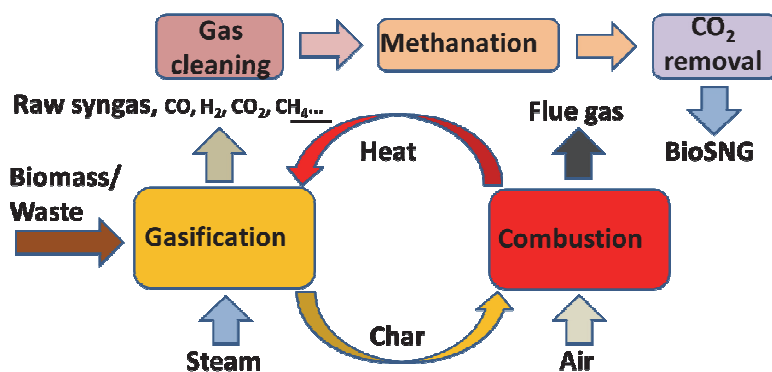 Gas
cleaning
Methanation
CO₂
removal
Raw syngas, CO, H₂, CO₂, CH₄...
Flue gas
BioSNG
Heat
Biomass/
Waste
Gasification
Combustion
Char
Steam
Air